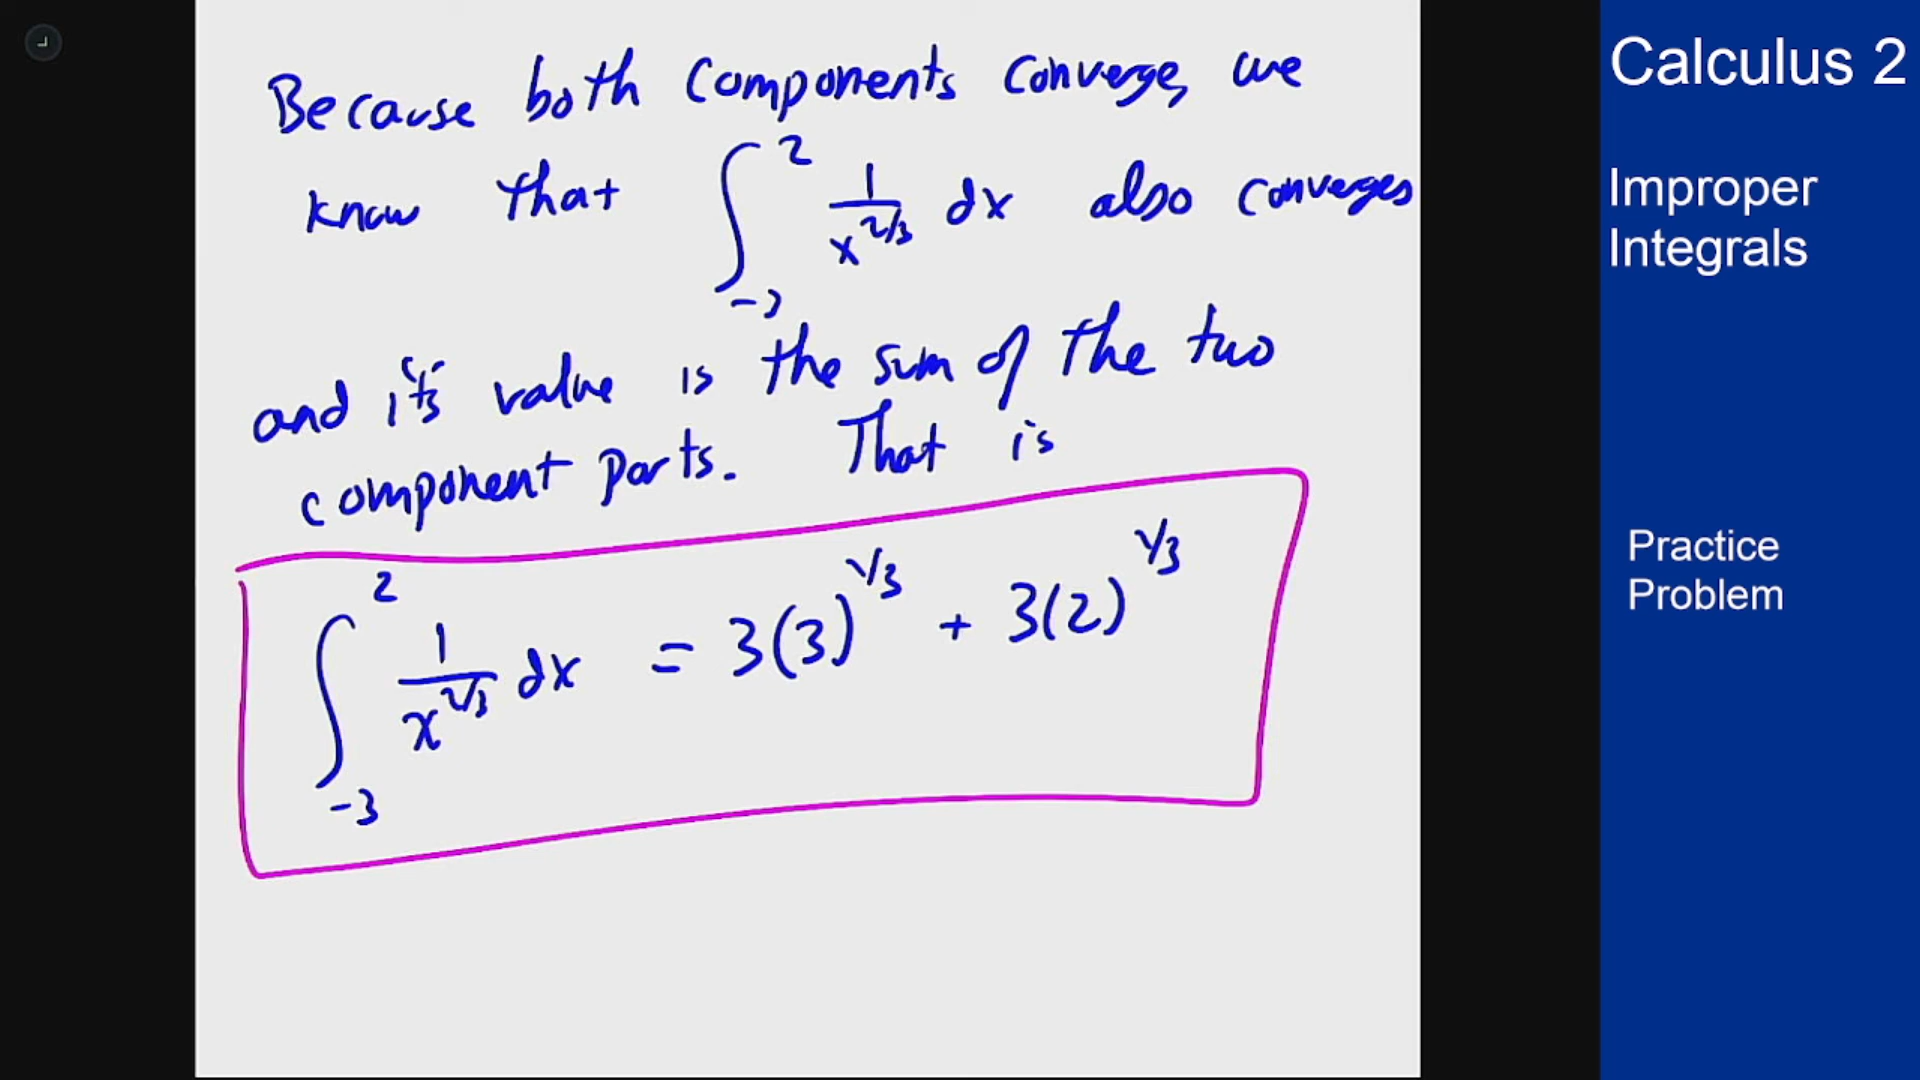 Because both components converge, we
know that ∫_{-3}^{2} 1/x^{2/3} dx also converges
and it's value is the sum of the two
component parts. That is
∫_{-3}^{2} 1/x^{2/3} dx = 3(3)^{1/3} + 3(2)^{1/3}
Calculus 2
Improper
Integrals
Practice
Problem